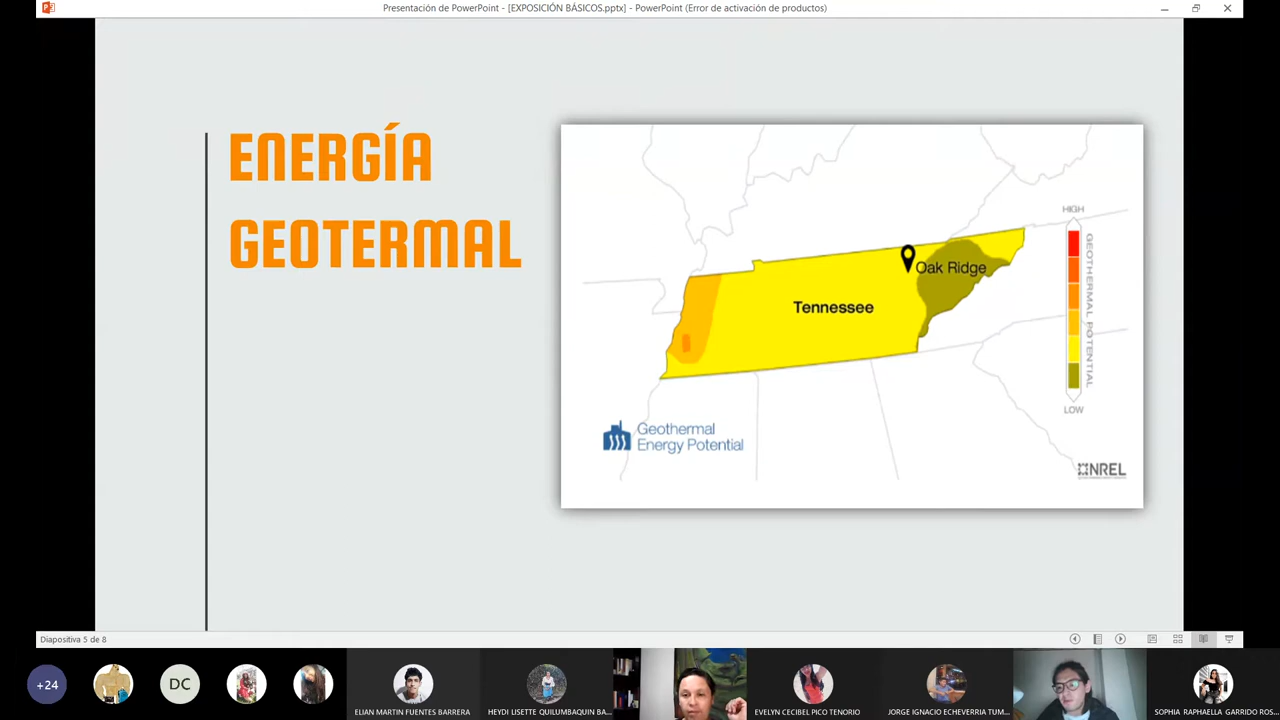 Presentación de PowerPoint - [EXPOSICIÓN BÁSICOS.pptx] - PowerPoint (Error de activación de productos)
ENERGÍA
GEOTERMAL
HIGH
GEOTHERMAL POTENTIAL
LOW
Oak Ridge
Tennessee
Geothermal
Energy Potential
NREL
Diapositiva 5 de 8
+24
DC
ELIAN MARTIN FUENTES BARRERA
HEYDI LISETTE QUILUMBAQUIN BA...
EVELYN CECIBEL PICO TENORIO
JORGE IGNACIO ECHEVERRIA TUM...
SOPHIA RAPHAELLA GARRIDO ROS...